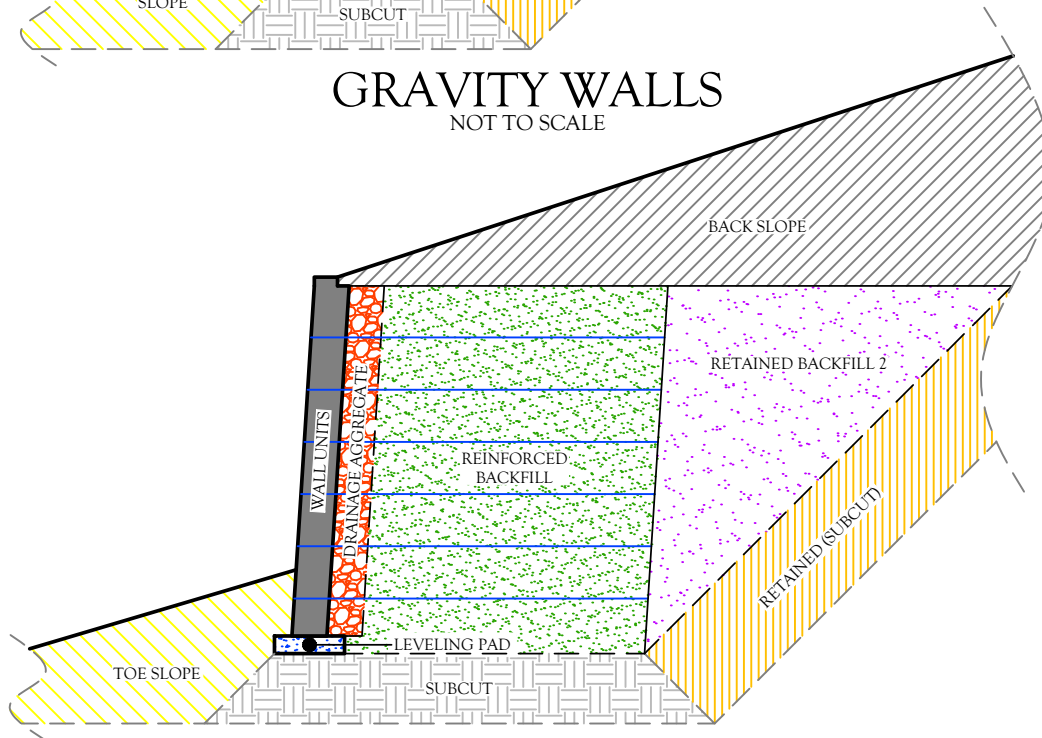 SLOPE
SUBCUT
GRAVITY WALLS
NOT TO SCALE
BACK SLOPE
RETAINED BACKFILL 2
WALL UNITS
DRAINAGE AGGREGATE
REINFORCED
BACKFILL
RETAINED (SUBCUT)
LEVELING PAD
TOE SLOPE
SUBCUT